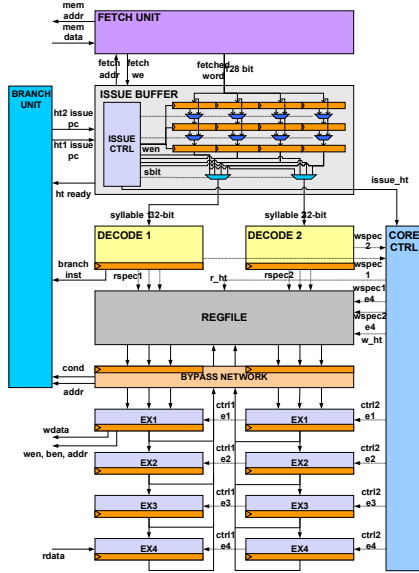 mem
addr
mem
data
FETCH UNIT
fetch
addr
fetch
we
fetched
word
128 bit
BRANCH
UNIT
ISSUE BUFFER
ht2 issue
pc
ISSUE
CTRL
wen
ht1 issue
pc
sbit
ht ready
issue_ht
syllable 1
32-bit
syllable 2
32-bit
DECODE 1
DECODE 2
wspec
2
CORE
CTRL
branch
inst
rspec1
r_ht
rspec2
wspec
1
wspec1
e4
REGFILE
wspec2
e4
w_ht
cond
addr
BYPASS NETWORK
wdata
EX1
ctrl1
e1
EX1
ctrl2
e1
wen, ben, addr
EX2
ctrl1
e2
EX2
ctrl2
e2
EX3
ctrl1
e3
EX3
ctrl2
e3
rdata
EX4
ctrl1
e4
EX4
ctrl2
e4